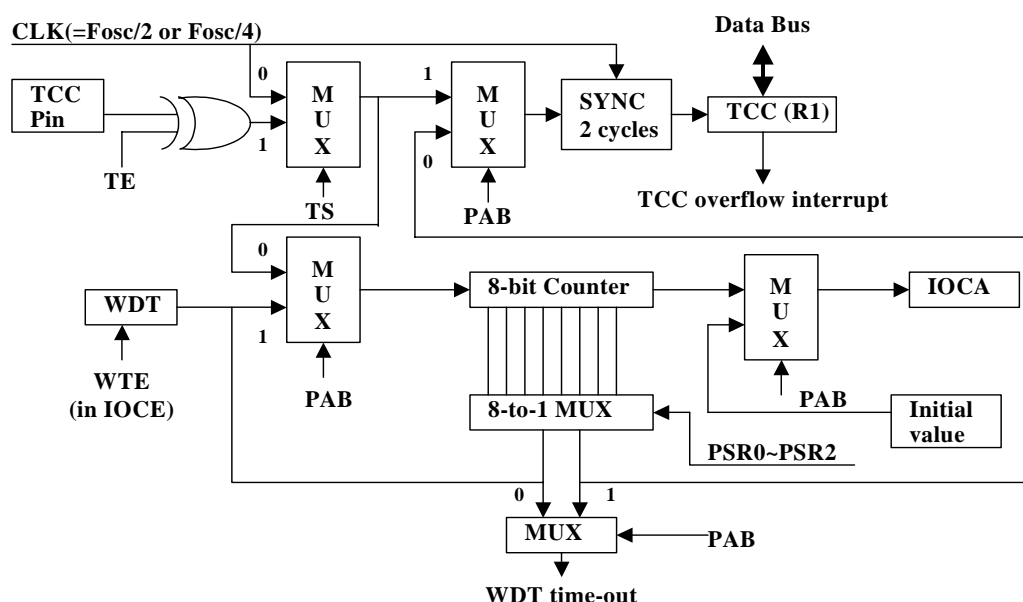 CLK(=Fosc/2 or Fosc/4)
Data Bus
0
1
TCC
Pin
M
U
X
M
U
X
SYNC
2 cycles
TCC (R1)
1
0
TE
TS
PAB
TCC overflow interrupt
0
M
U
X
8-bit Counter
M
U
X
IOCA
WDT
1
WTE
(in IOCE)
PAB
PAB
8-to-1 MUX
Initial
value
PSR0~PSR2
0
1
MUX
PAB
WDT time-out